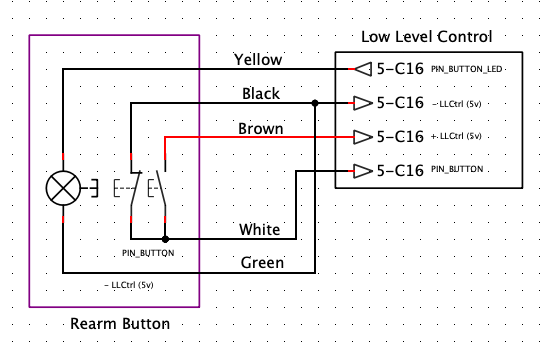 Low Level Control
Yellow
5-C16 PIN_BUTTON_LED
Black
5-C16 - LLCtrl (5v)
Brown
5-C16 + LLCtrl (5v)
5-C16 PIN_BUTTON
White
PIN_BUTTON
Green
- LLCtrl (5v)
Rearm Button